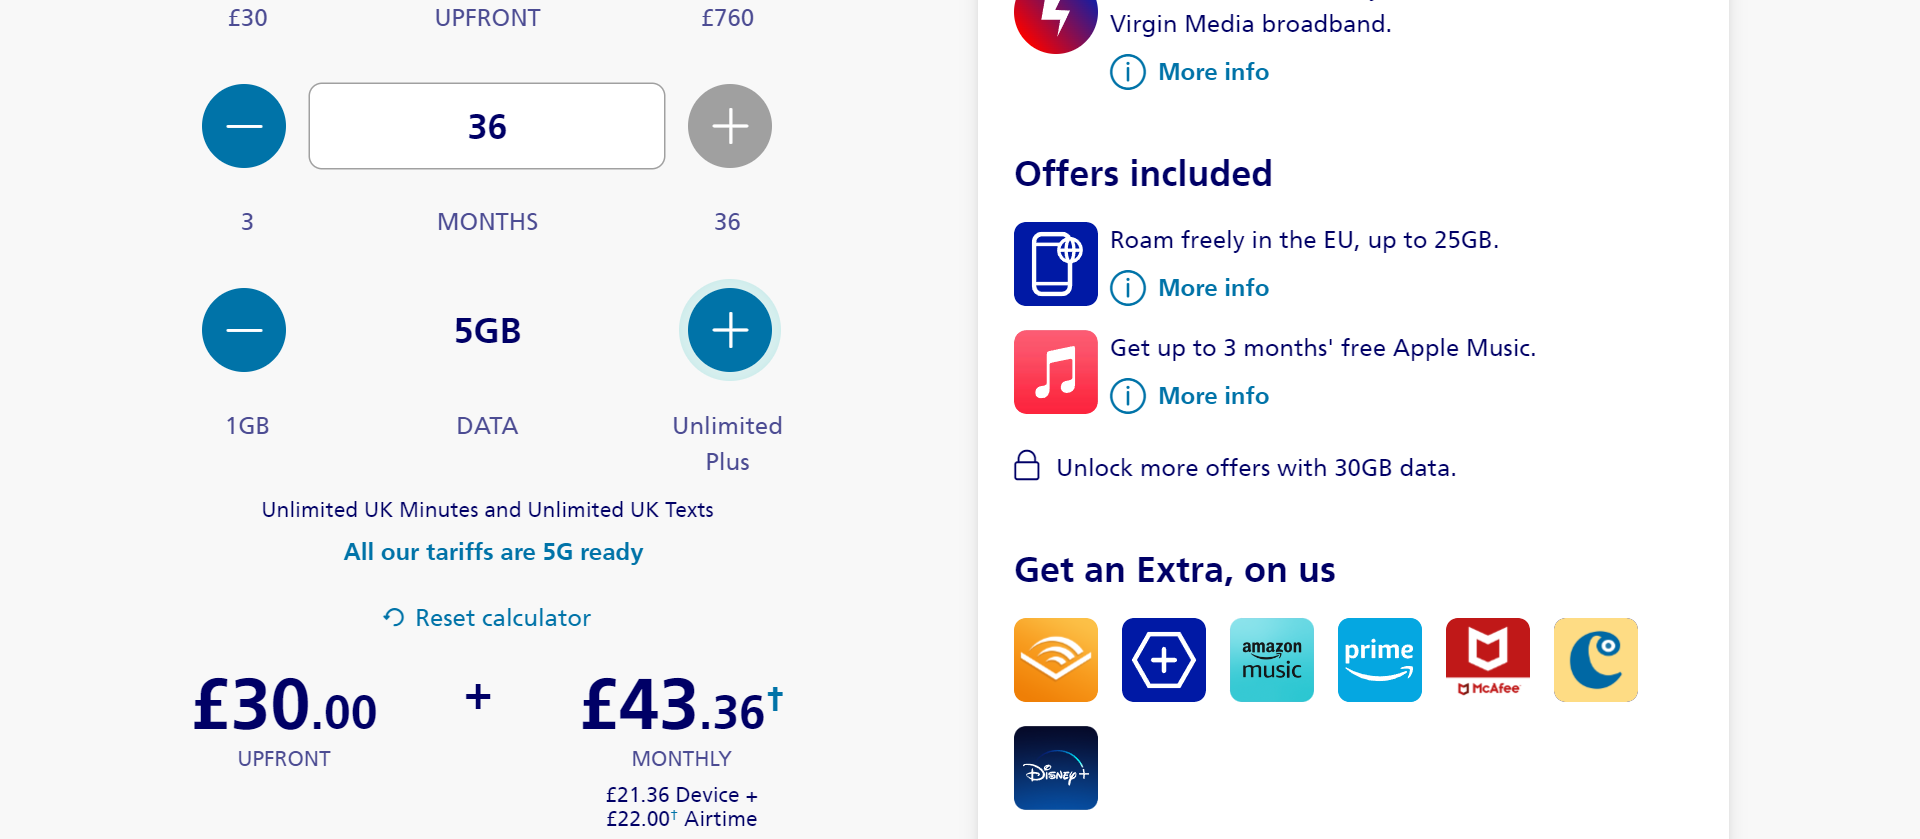 £30 UPFRONT £760
36
3 MONTHS 36
5GB
1GB DATA Unlimited
Plus
Unlimited UK Minutes and Unlimited UK Texts
All our tariffs are 5G ready
Reset calculator
£30.00 + £43.36†
UPFRONT MONTHLY
£21.36 Device +
£22.00† Airtime
Virgin Media broadband.
More info
Offers included
Roam freely in the EU, up to 25GB.
More info
Get up to 3 months' free Apple Music.
More info
Unlock more offers with 30GB data.
Get an Extra, on us
amazon
music
prime
McAfee
Disney+